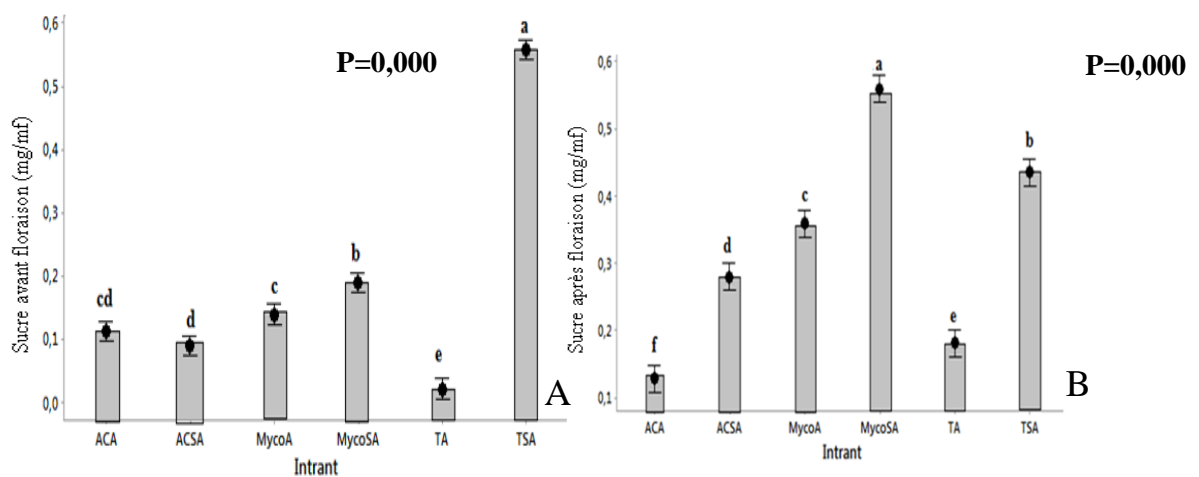 Sucre avant floraison (mg/mf)
0,6
0,5
0,4
0,3
0,2
0,1
0,0
P=0,000
cd
d
c
b
e
a
ACA
ACSA
MycoA
MycoSA
TA
TSA
Intrant
A
Sucre après floraison (mg/mf)
0,6
0,5
0,4
0,3
0,2
0,1
P=0,000
f
d
c
a
e
b
ACA
ACSA
MycoA
MycoSA
TA
TSA
Intrant
B